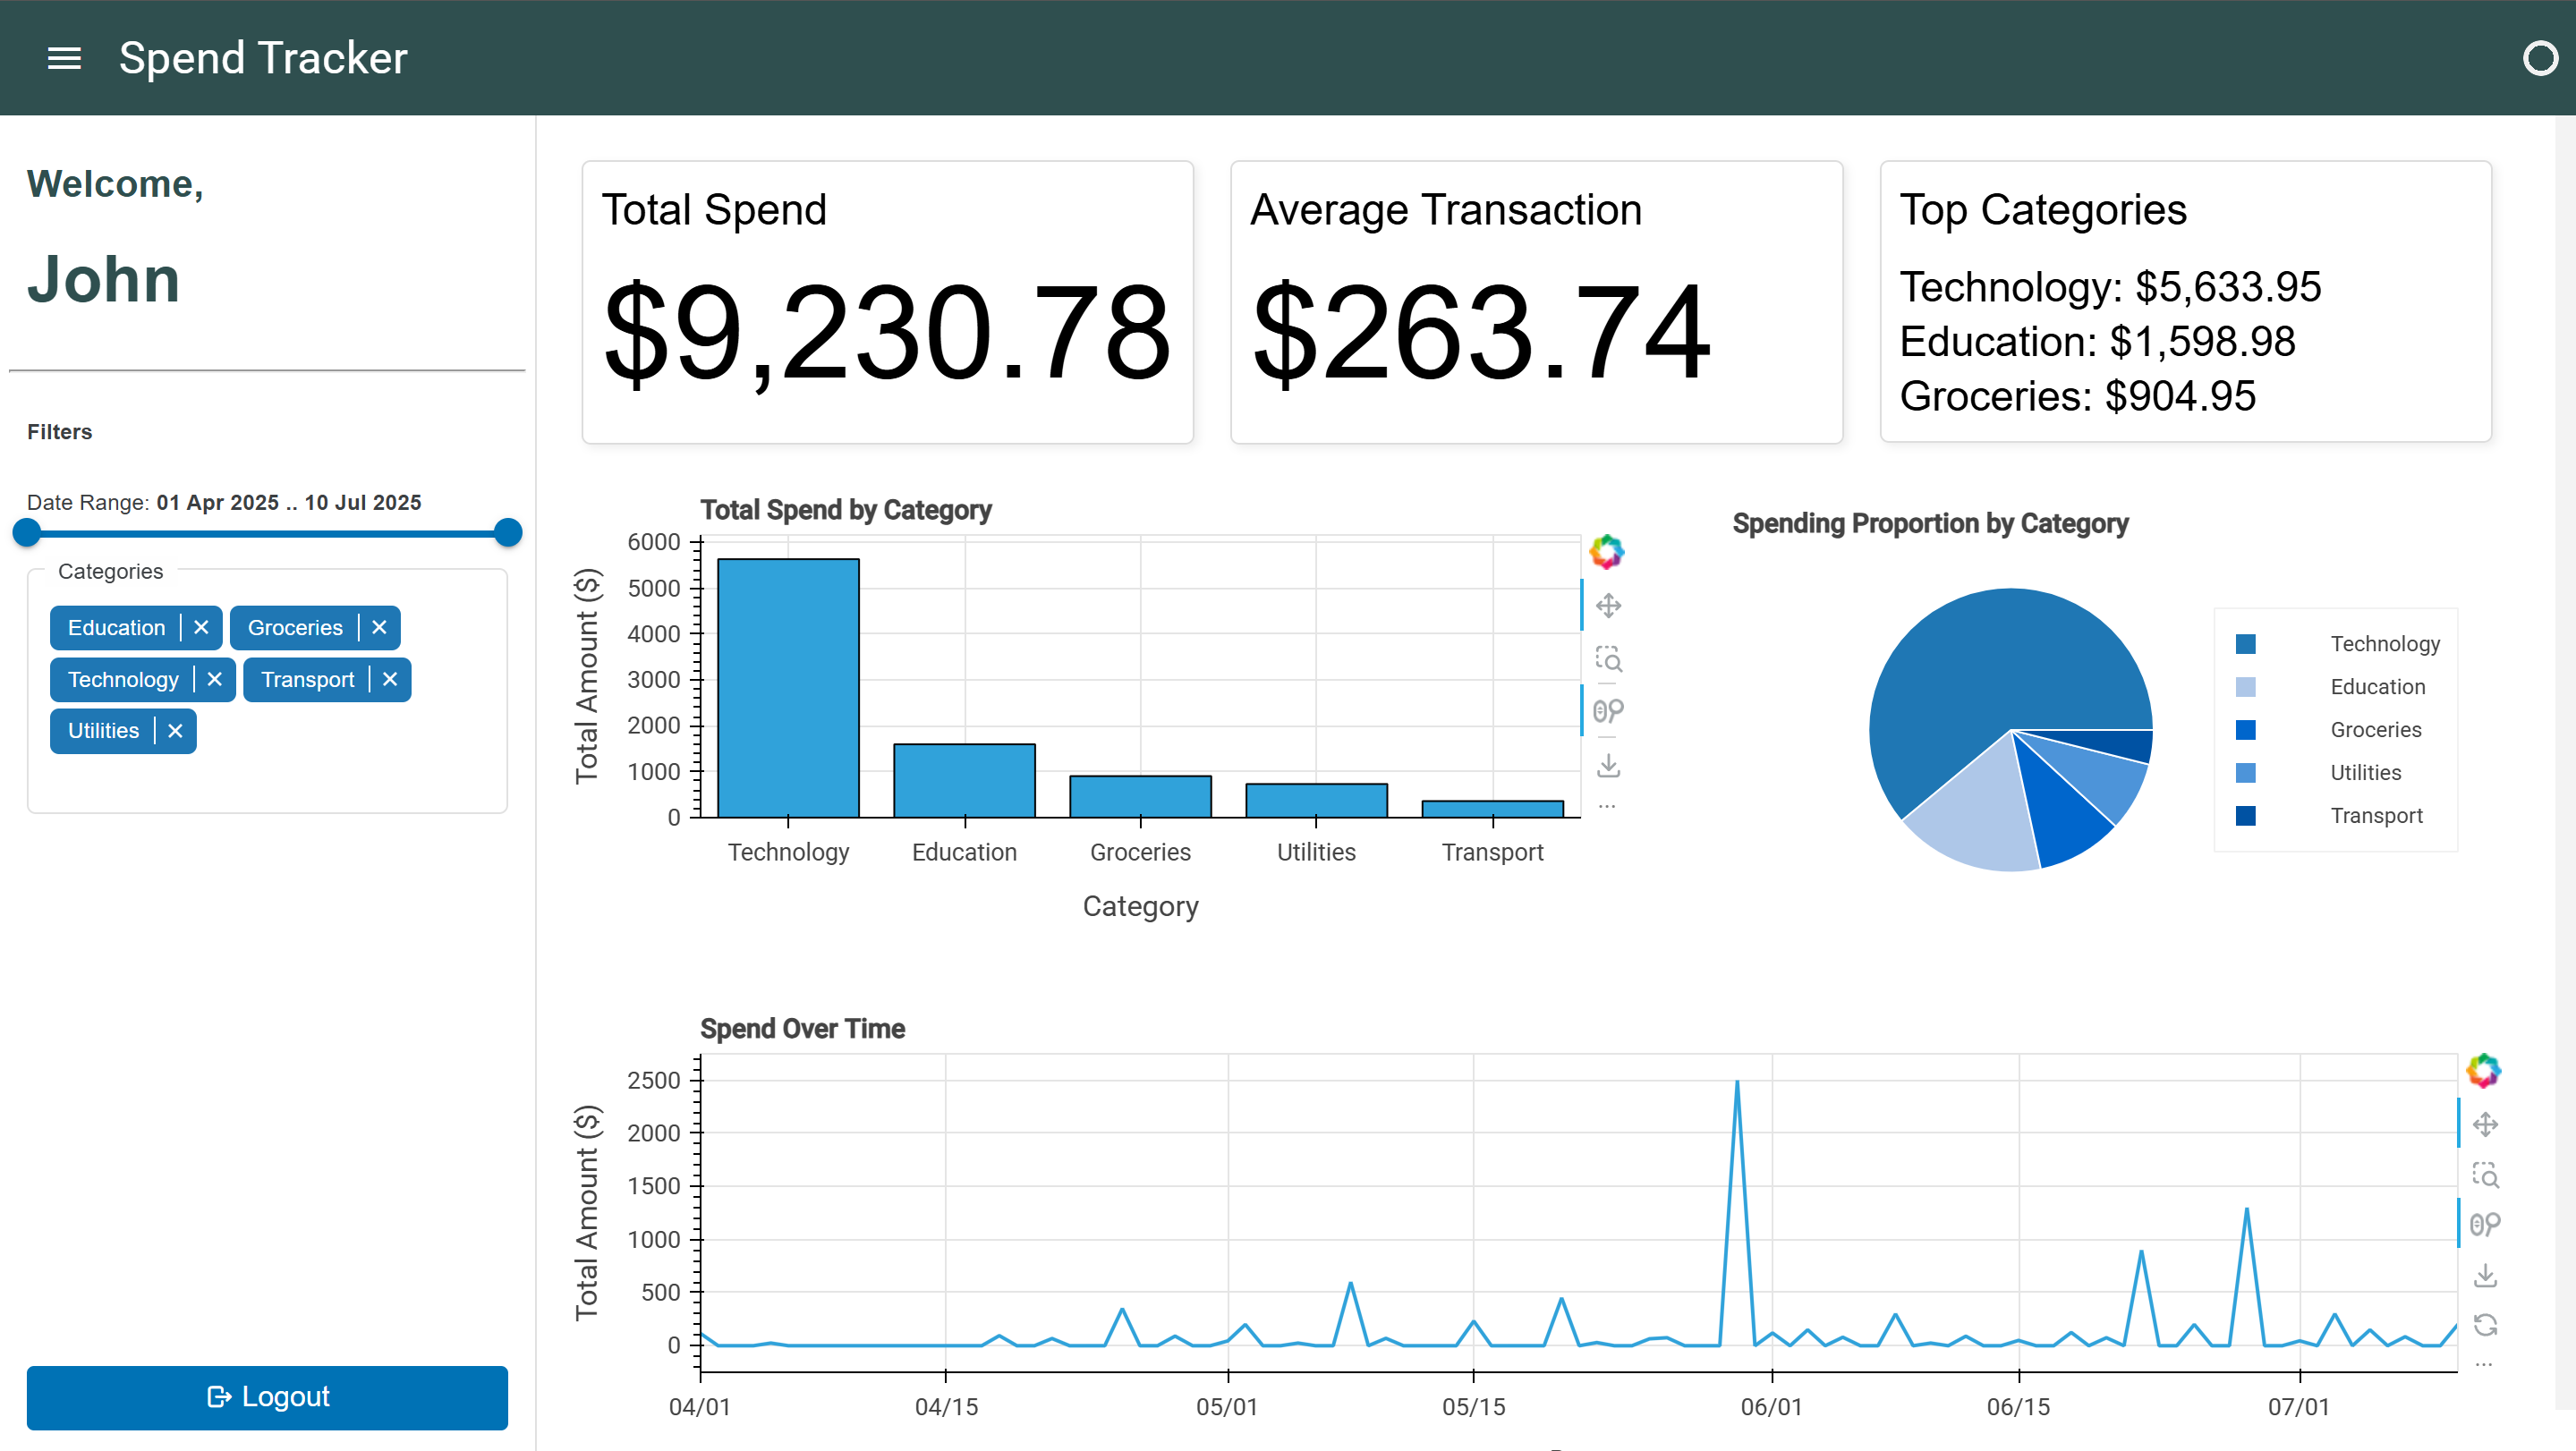 Spend Tracker
Welcome,
John
Filters
Date Range: 01 Apr 2025 .. 10 Jul 2025
Categories
Education
Groceries
Technology
Transport
Utilities
Logout
Total Spend
$9,230.78
Average Transaction
$263.74
Top Categories
Technology: $5,633.95
Education: $1,598.98
Groceries: $904.95
Total Spend by Category
Total Amount ($)
6000
5000
4000
3000
2000
1000
0
Technology Education Groceries Utilities Transport
Category
Spending Proportion by Category
Technology
Education
Groceries
Utilities
Transport
Spend Over Time
Total Amount ($)
2500
2000
1500
1000
500
0
04/01 04/15 05/01 05/15 06/01 06/15 07/01